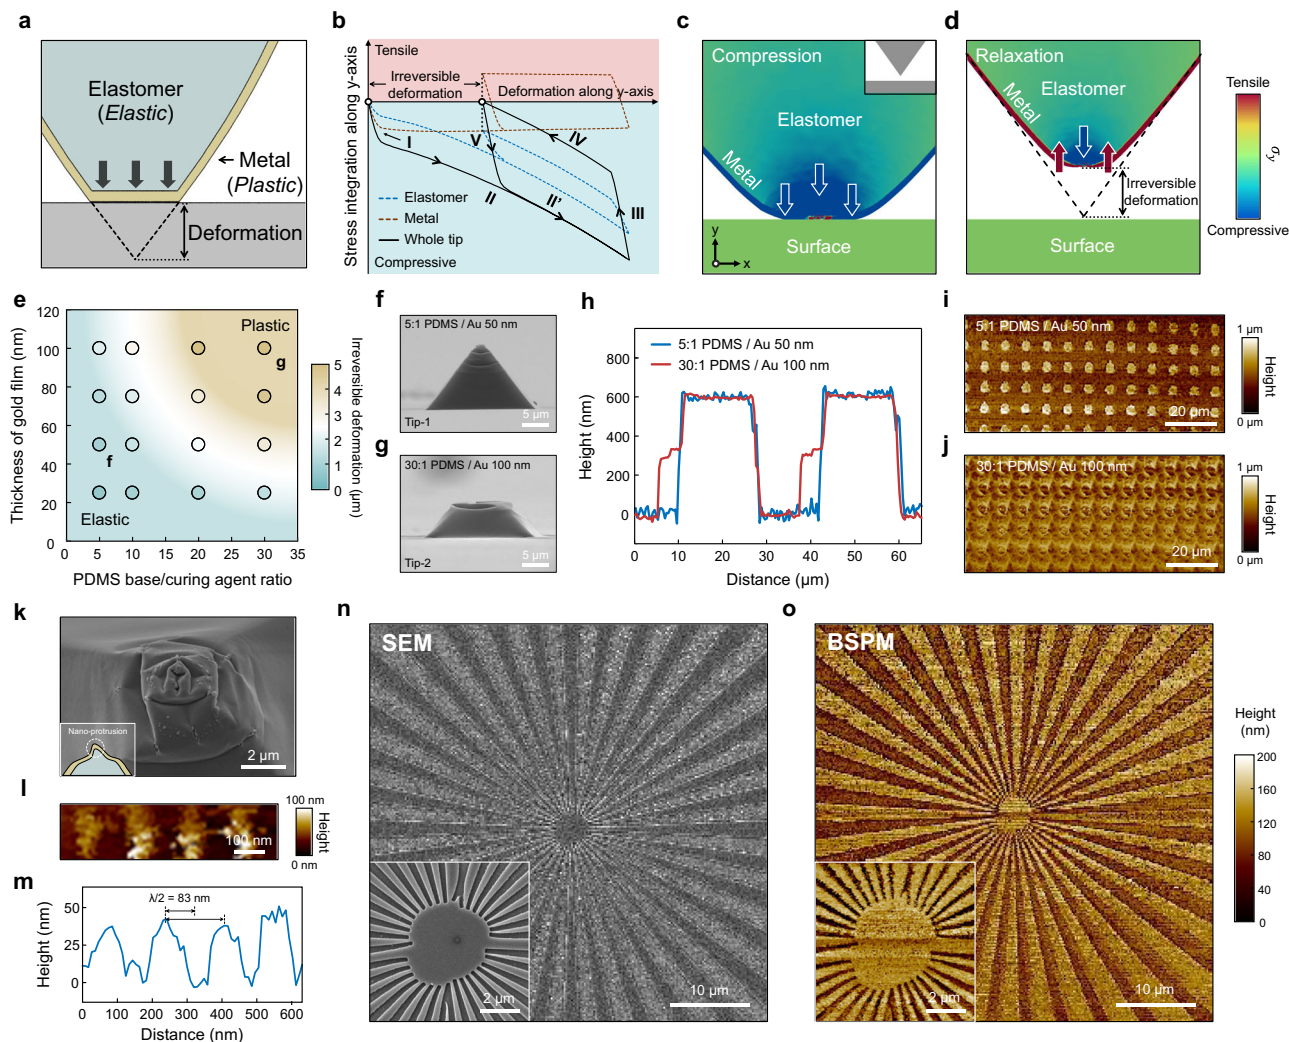 a
Elastomer
(Elastic)
Metal
(Plastic)
Deformation
b
Stress integration along y-axis
Tensile
Irreversible
deformation
Deformation along y-axis
I
II
II'
III
IV
V
Elastomer
Metal
Whole tip
Compressive
c
Compression
Elastomer
Metal
Surface
y
x
d
Relaxation
Elastomer
Metal
Irreversible
deformation
Surface
Tensile
σy
Compressive
e
Thickness of gold film (nm)
120
100
80
60
40
20
0
Plastic
g
f
Elastic
0 5 10 15 20 25 30 35
PDMS base/curing agent ratio
5
4
3
2
1
0
Irreversible deformation (μm)
f
5:1 PDMS / Au 50 nm
Tip-1
5 μm
g
30:1 PDMS / Au 100 nm
Tip-2
5 μm
h
Height (nm)
800
600
400
200
0
5:1 PDMS / Au 50 nm
30:1 PDMS / Au 100 nm
0 10 20 30 40 50 60
Distance (μm)
i
5:1 PDMS / Au 50 nm
20 μm
1 μm
Height
0 μm
j
30:1 PDMS / Au 100 nm
20 μm
1 μm
Height
0 μm
k
Nano-protrusion
2 μm
l
100 nm
100 nm
Height
0 nm
m
Height (nm)
50
25
0
λ/2 = 83 nm
0 100 200 300 400 500 600
Distance (nm)
n
SEM
2 μm
10 μm
o
BSPM
2 μm
10 μm
Height
(nm)
200
160
120
80
40
0